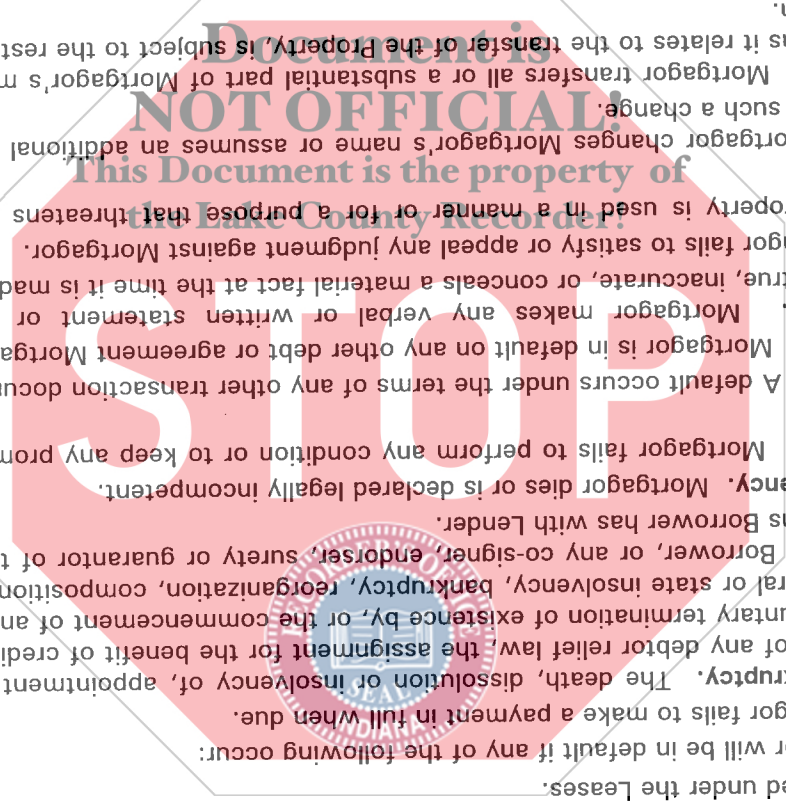 Document is
NOT OFFICIAL!
This Document is the property of
the Lake County Recorder!
STOP
RECORDER'S OFFICE
SEAL
INDIANA
ed under the Leases.
or will be in default if any of the following occur:
gor fails to make a payment in full when due.
kruptcy. The death, dissolution or insolvency of, appointment
of any debtor relief law, the assignment for the benefit of credi
untary termination of existence by, or the commencement of an
ral or state insolvency, bankruptcy, reorganization, composition
Borrower, or any co-signer, endorser, surety or guarantor of t
ns Borrower has with Lender.
ency. Mortgagor dies or is declared legally incompetent.
Mortgagor fails to perform any condition or to keep any prom
A default occurs under the terms of any other transaction docu
Mortgagor is in default on any other debt or agreement Mortga
Mortgagor makes any verbal or written statement or
true, inaccurate, or conceals a material fact at the time it is mad
gor fails to satisfy or appeal any judgment against Mortgagor.
operty is used in a manner or for a purpose that threatens
ortgagor changes Mortgagor's name or assumes an additional
such a change.
Mortgagor transfers all or a substantial part of Mortgagor's m
as it relates to the transfer of the Property, is subject to the rest
n.